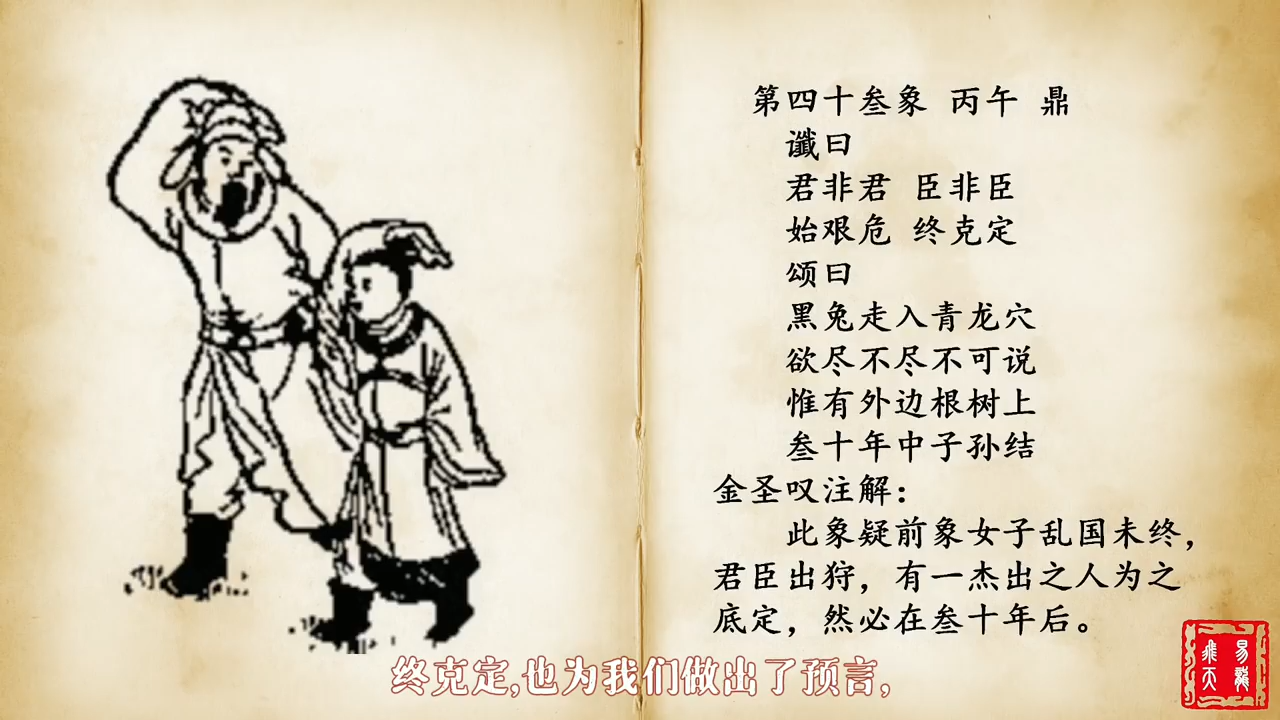 第四十叁象 丙午 鼎
谶曰
君非君 臣非臣
始艰危 终克定
颂曰
黑兔走入青龙穴
欲尽不尽不可说
惟有外边根树上
叁十年中子孙结
金圣叹注解：
此象疑前象女子乱国未终，
君臣出狩，有一杰出之人为之
底定，然必在叁十年后。
终克定,也为我们做出了预言,